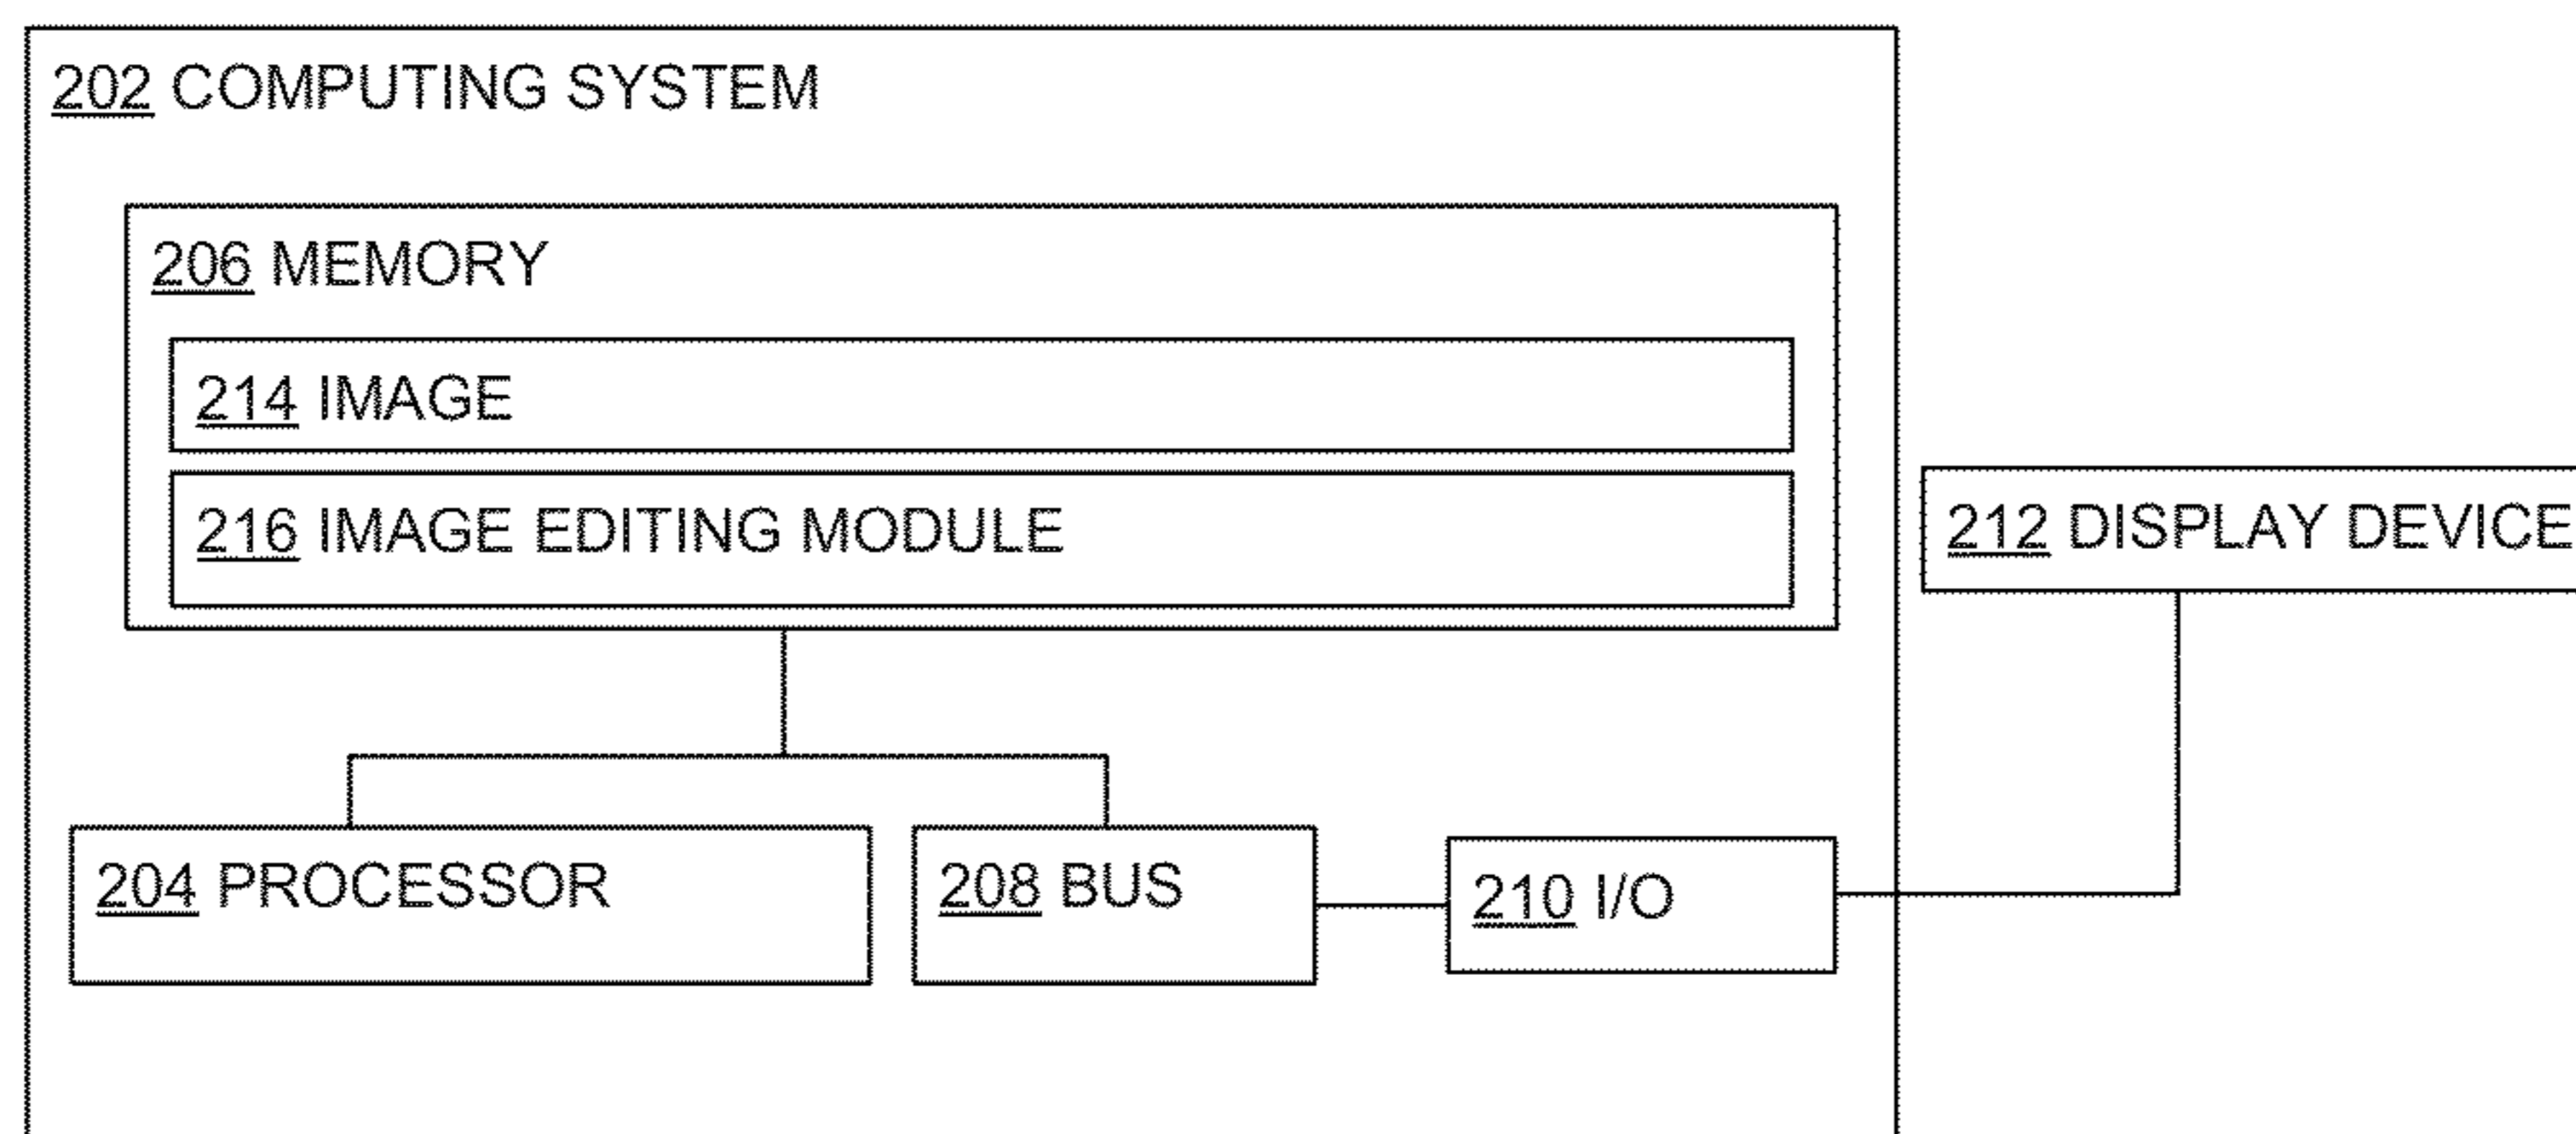 202 COMPUTING SYSTEM
206 MEMORY
214 IMAGE
216 IMAGE EDITING MODULE
212 DISPLAY DEVICE
204 PROCESSOR
208 BUS
210 I/O